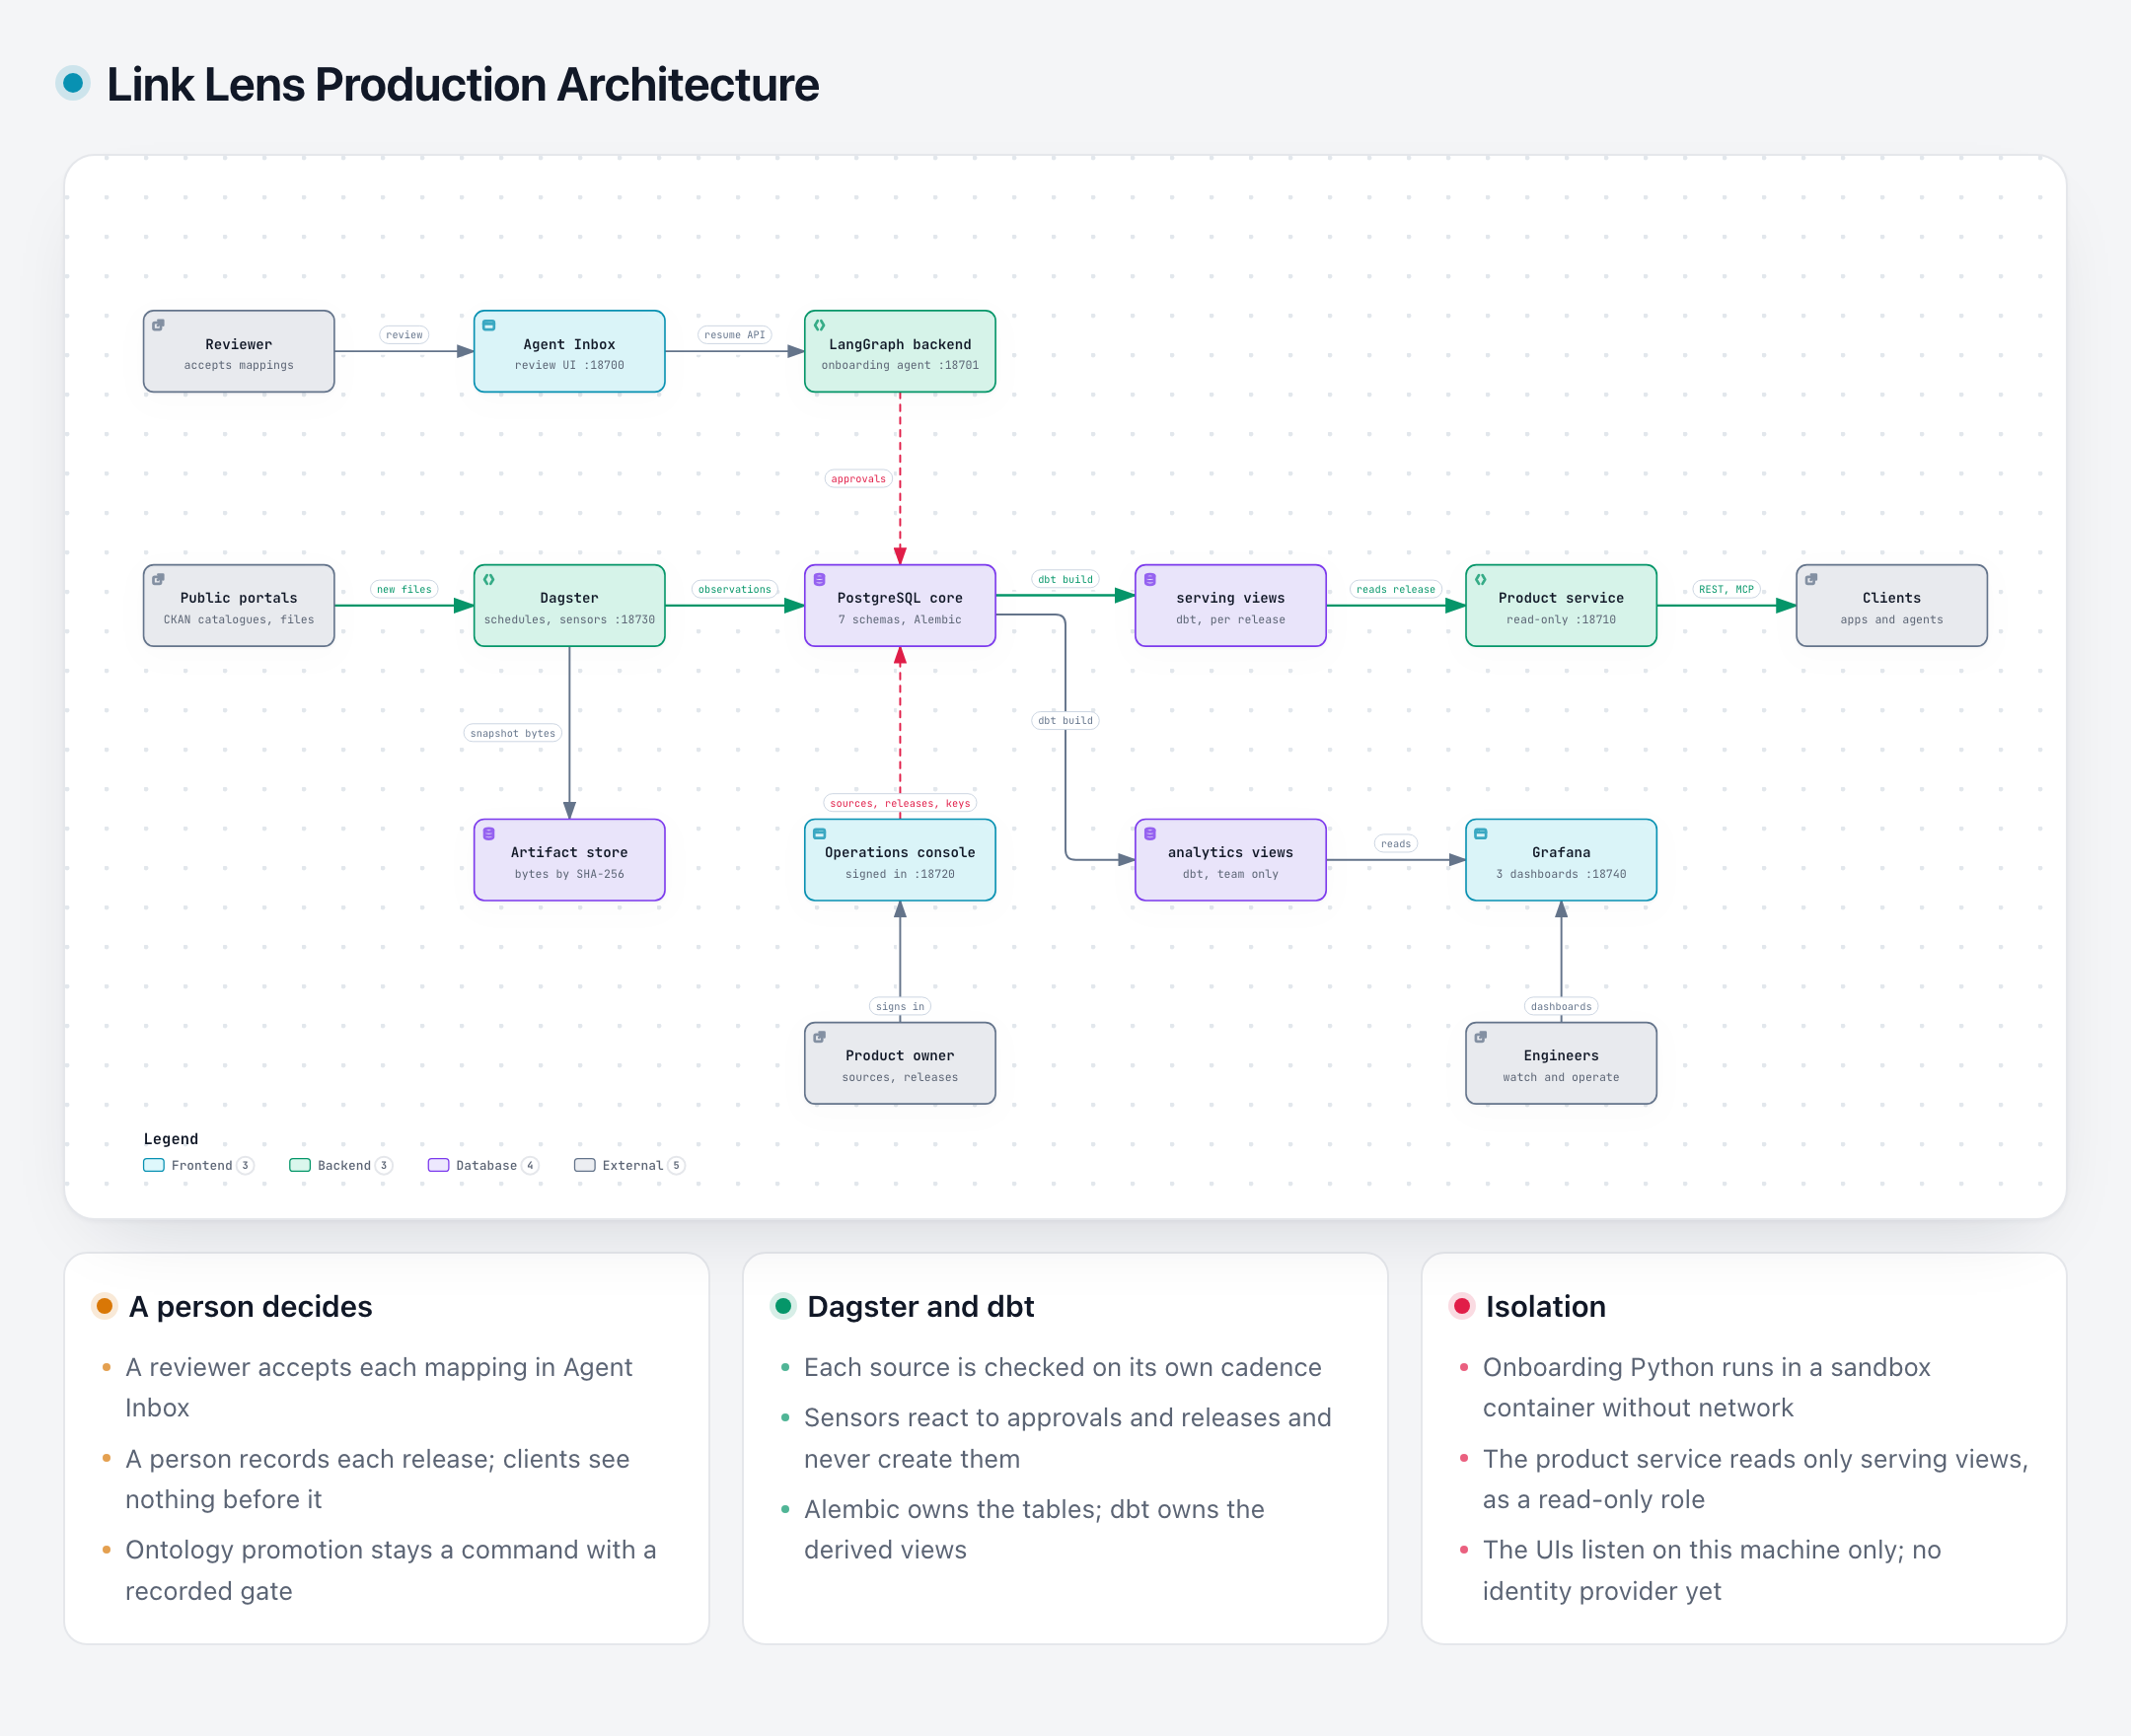 Link Lens Production Architecture
Reviewer
accepts mappings
review
Agent Inbox
review UI :18700
resume API
LangGraph backend
onboarding agent :18701
approvals
Public portals
CKAN catalogues, files
new files
Dagster
schedules, sensors :18730
observations
PostgreSQL core
7 schemas, Alembic
dbt build
serving views
dbt, per release
reads release
Product service
read-only :18710
REST, MCP
Clients
apps and agents
snapshot bytes
dbt build
sources, releases, keys
Artifact store
bytes by SHA-256
Operations console
signed in :18720
analytics views
dbt, team only
reads
Grafana
3 dashboards :18740
signs in
dashboards
Product owner
sources, releases
Engineers
watch and operate
Legend
Frontend 3
Backend 3
Database 4
External 5
A person decides
A reviewer accepts each mapping in Agent
Inbox
A person records each release; clients see
nothing before it
Ontology promotion stays a command with a
recorded gate
Dagster and dbt
Each source is checked on its own cadence
Sensors react to approvals and releases and
never create them
Alembic owns the tables; dbt owns the
derived views
Isolation
Onboarding Python runs in a sandbox
container without network
The product service reads only serving views,
as a read-only role
The UIs listen on this machine only; no
identity provider yet